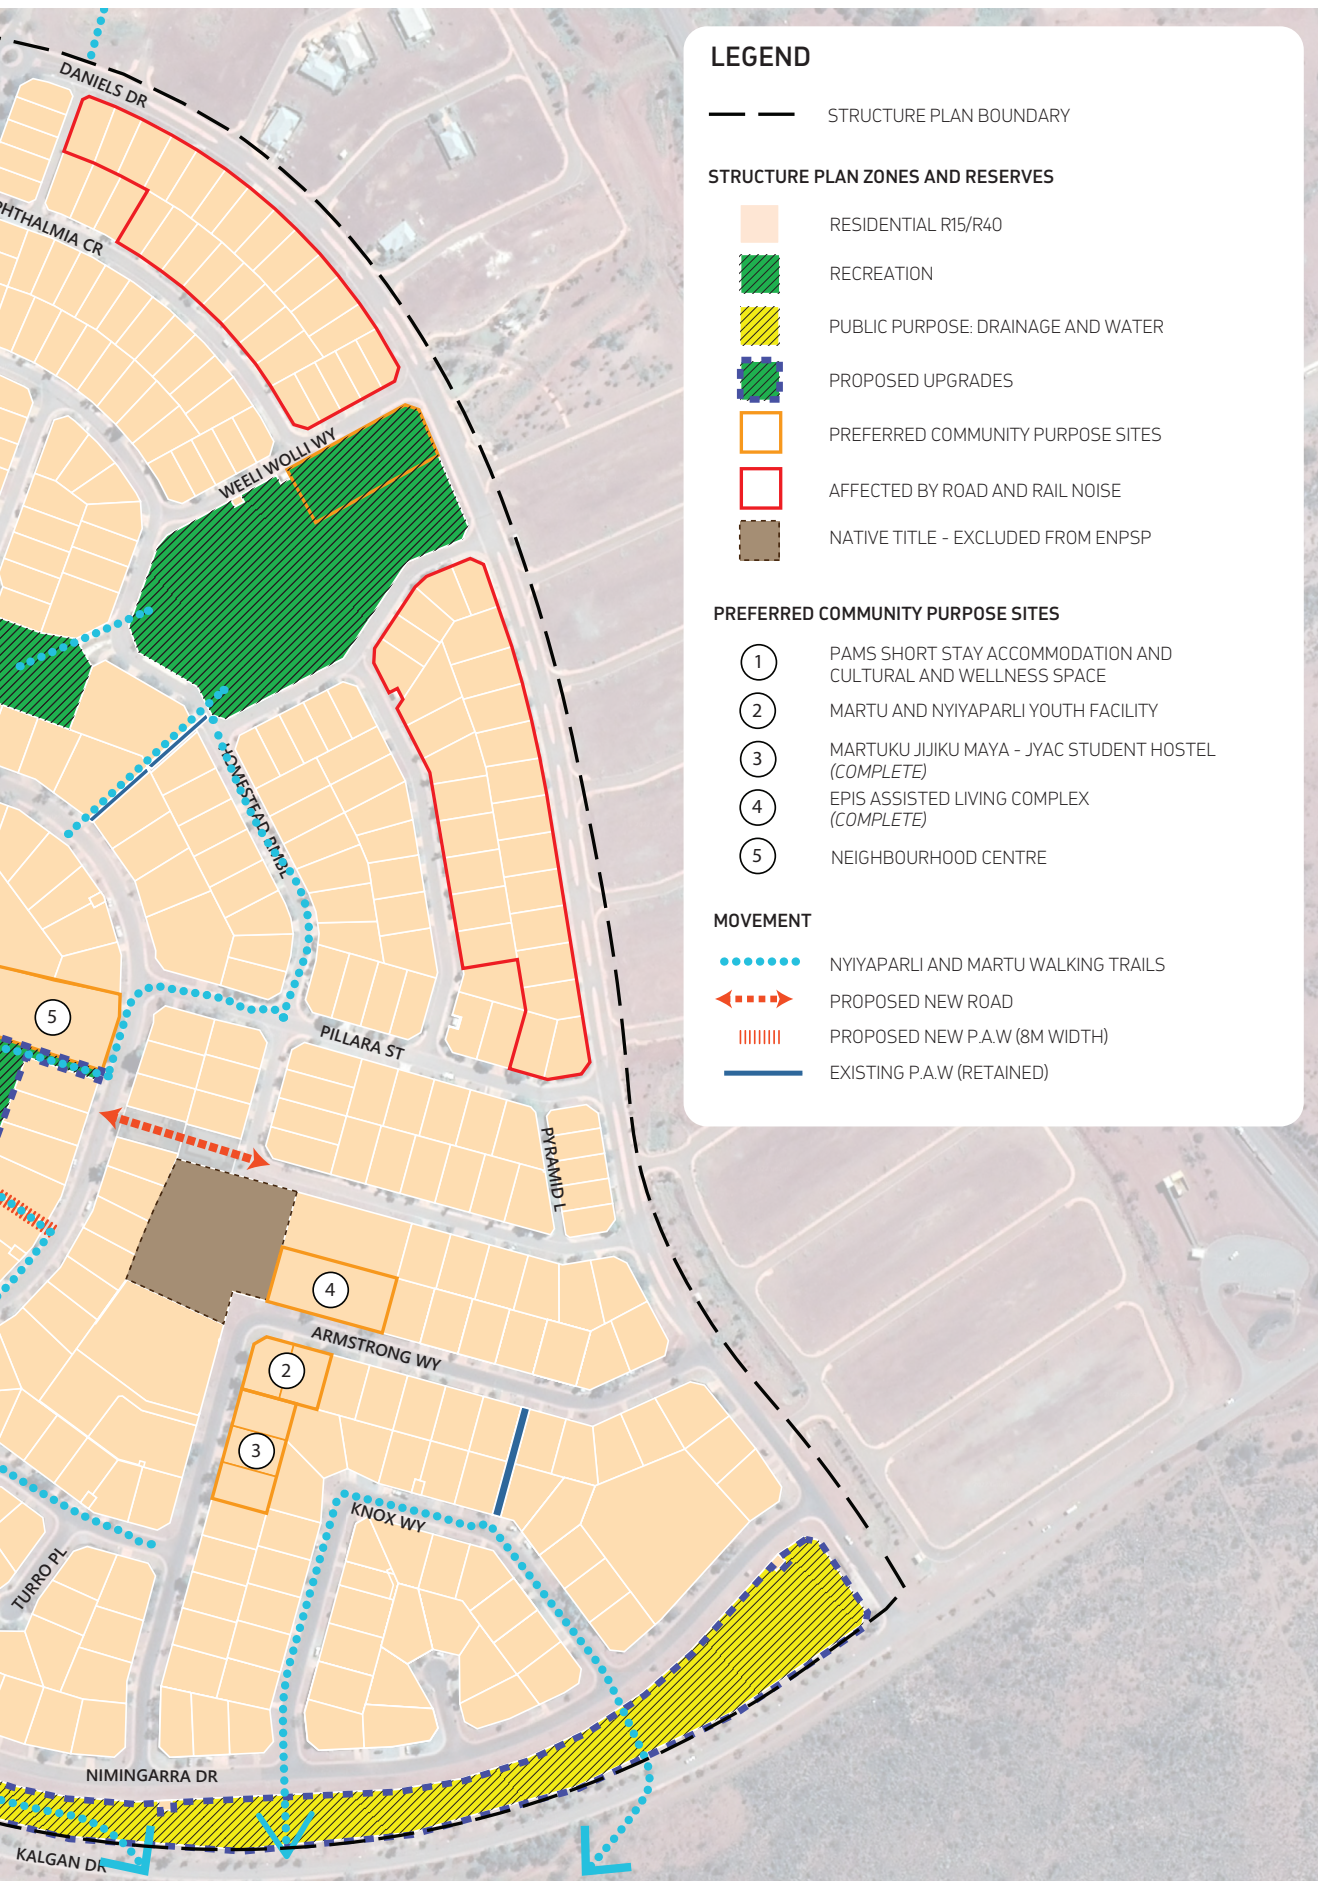 DANIELS DR
PHTHALMIA CR
WEELI WOLLI WY
HOMESTEAD RMBL
5
PILLARA ST
PYRAMID L
4
ARMSTRONG WY
2
3
KNOX WY
TURRO PL
NIMINGARRA DR
KALGAN DR
LEGEND
STRUCTURE PLAN BOUNDARY
STRUCTURE PLAN ZONES AND RESERVES
RESIDENTIAL R15/R40
RECREATION
PUBLIC PURPOSE: DRAINAGE AND WATER
PROPOSED UPGRADES
PREFERRED COMMUNITY PURPOSE SITES
AFFECTED BY ROAD AND RAIL NOISE
NATIVE TITLE - EXCLUDED FROM ENPSP
PREFERRED COMMUNITY PURPOSE SITES
1 PAMS SHORT STAY ACCOMMODATION AND
CULTURAL AND WELLNESS SPACE
2 MARTU AND NYIYAPARLI YOUTH FACILITY
3 MARTUKU JIJIKU MAYA - JYAC STUDENT HOSTEL
(COMPLETE)
4 EPIS ASSISTED LIVING COMPLEX
(COMPLETE)
5 NEIGHBOURHOOD CENTRE
MOVEMENT
NYIYAPARLI AND MARTU WALKING TRAILS
PROPOSED NEW ROAD
PROPOSED NEW P.A.W (8M WIDTH)
EXISTING P.A.W (RETAINED)